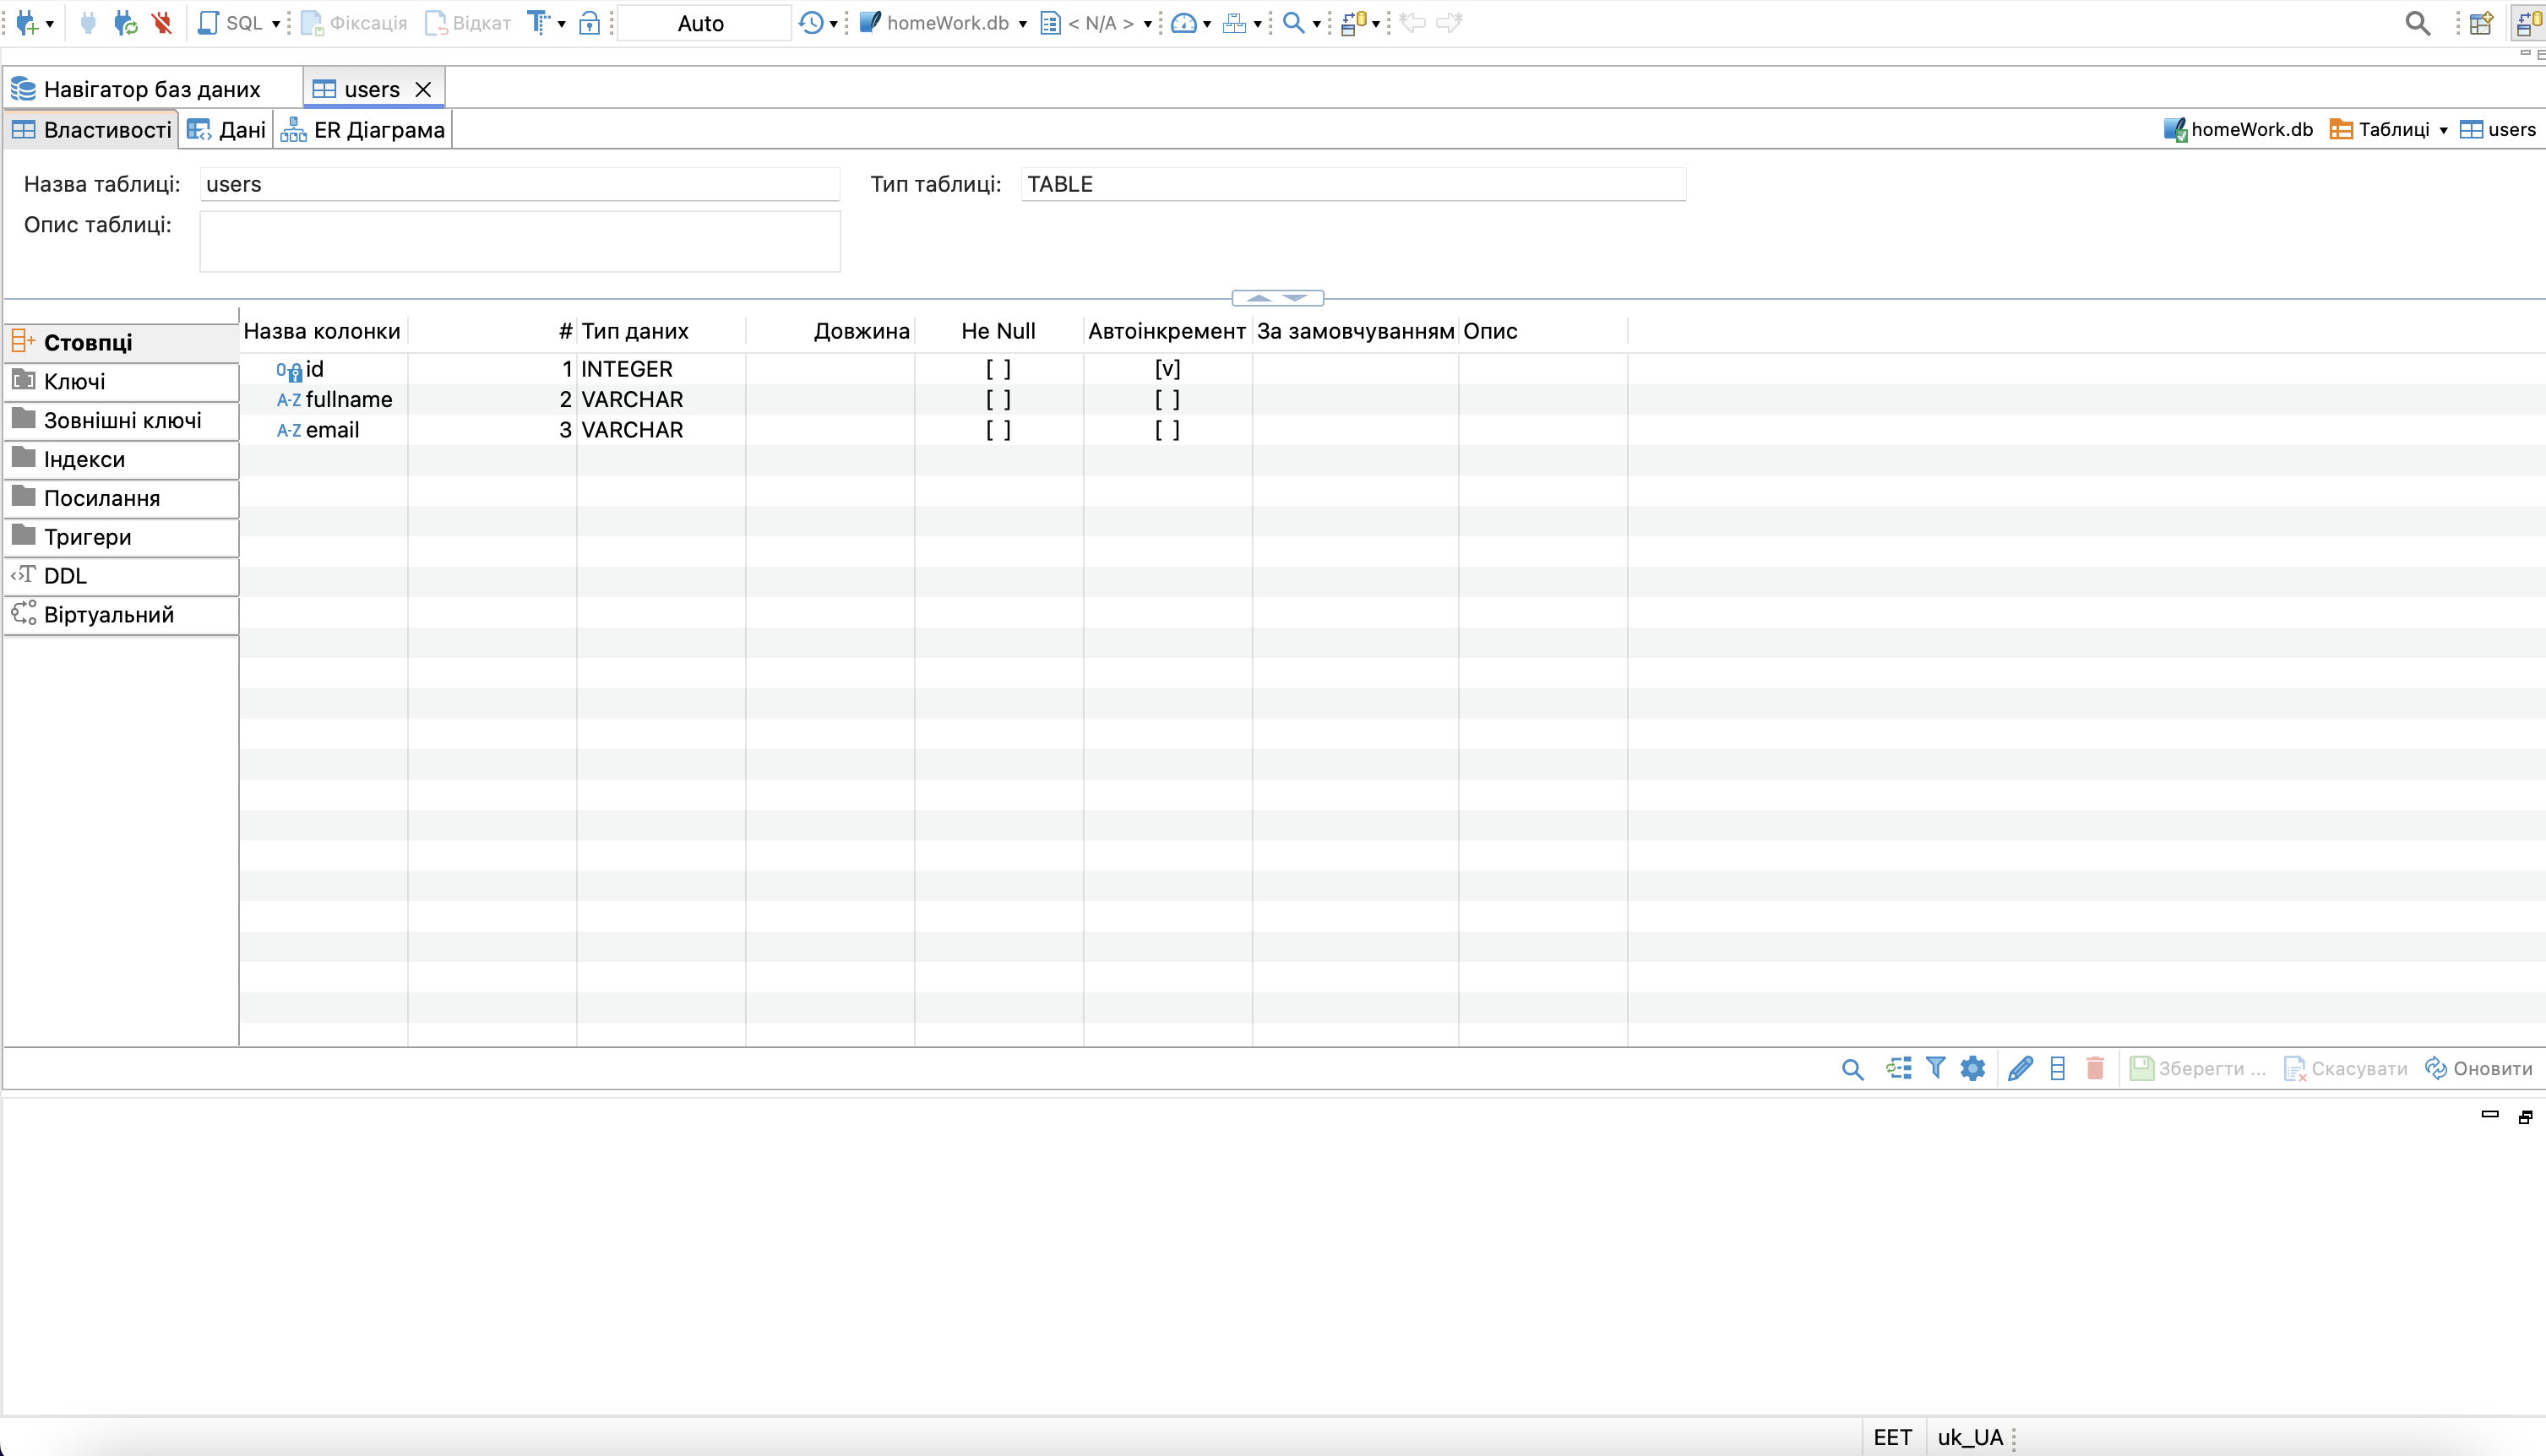 SQL Фіксація Відкат Auto homeWork.db < N/A >
Навігатор баз даних users
Властивості Дані ER Діаграма homeWork.db Таблиці users
Назва таблиці: users Тип таблиці: TABLE
Опис таблиці:
Назва колонки # Тип даних Довжина Не Null Автоінкремент За замовчуванням Опис
id 1 INTEGER [ ] [v]
A-Z fullname 2 VARCHAR [ ] [ ]
A-Z email 3 VARCHAR [ ] [ ]
Стовпці
Ключі
Зовнішні ключі
Індекси
Посилання
Тригери
DDL
Віртуальний
Зберегти ... Скасувати Оновити
EET uk_UA